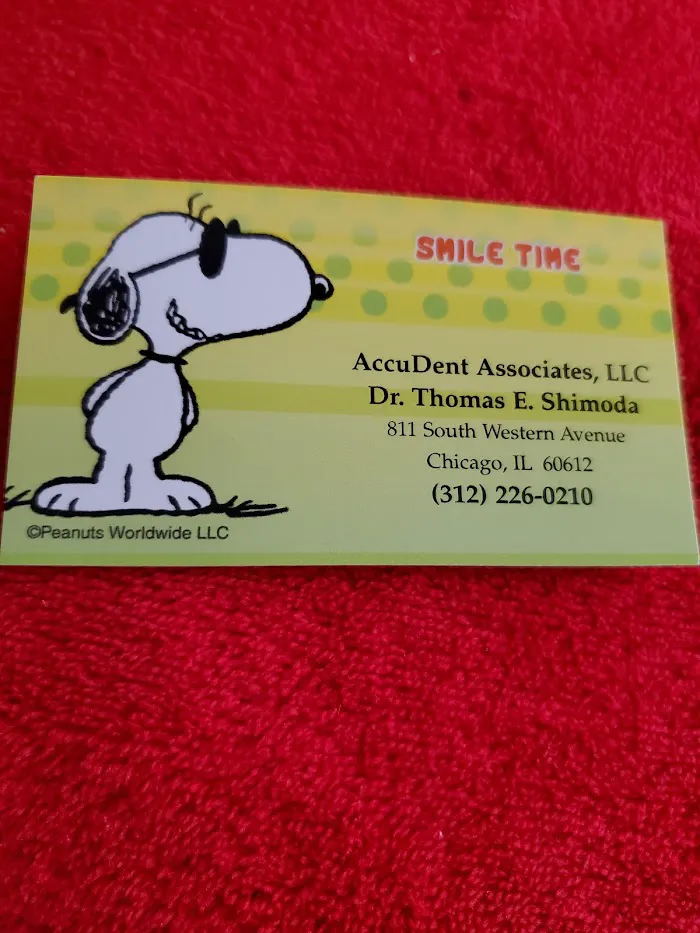 SMILE TIME
AccuDent Associates, LLC
Dr. Thomas E. Shimoda
811 South Western Avenue
Chicago, IL 60612
(312) 226-0210
©Peanuts Worldwide LLC